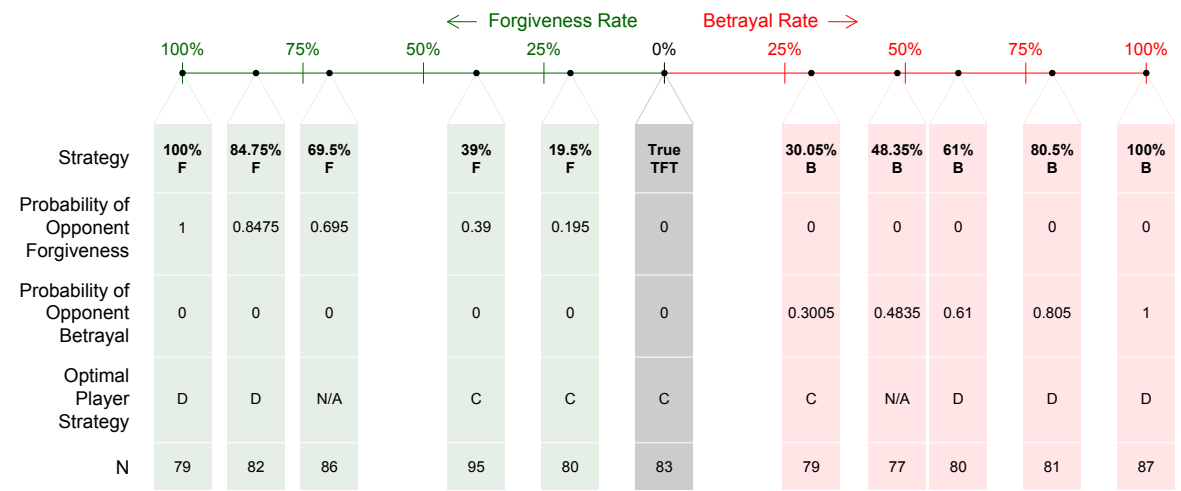 ← Forgiveness Rate Betrayal Rate →
100% 75% 50% 25% 0% 25% 50% 75% 100%
Strategy 100% F 84.75% F 69.5% F 39% F 19.5% F True TFT 30.05% B 48.35% B 61% B 80.5% B 100% B
Probability of
Opponent
Forgiveness 1 0.8475 0.695 0.39 0.195 0 0 0 0 0 0
Probability of
Opponent
Betrayal 0 0 0 0 0 0 0.3005 0.4835 0.61 0.805 1
Optimal
Player
Strategy D D N/A C C C C N/A D D D
N 79 82 86 95 80 83 79 77 80 81 87